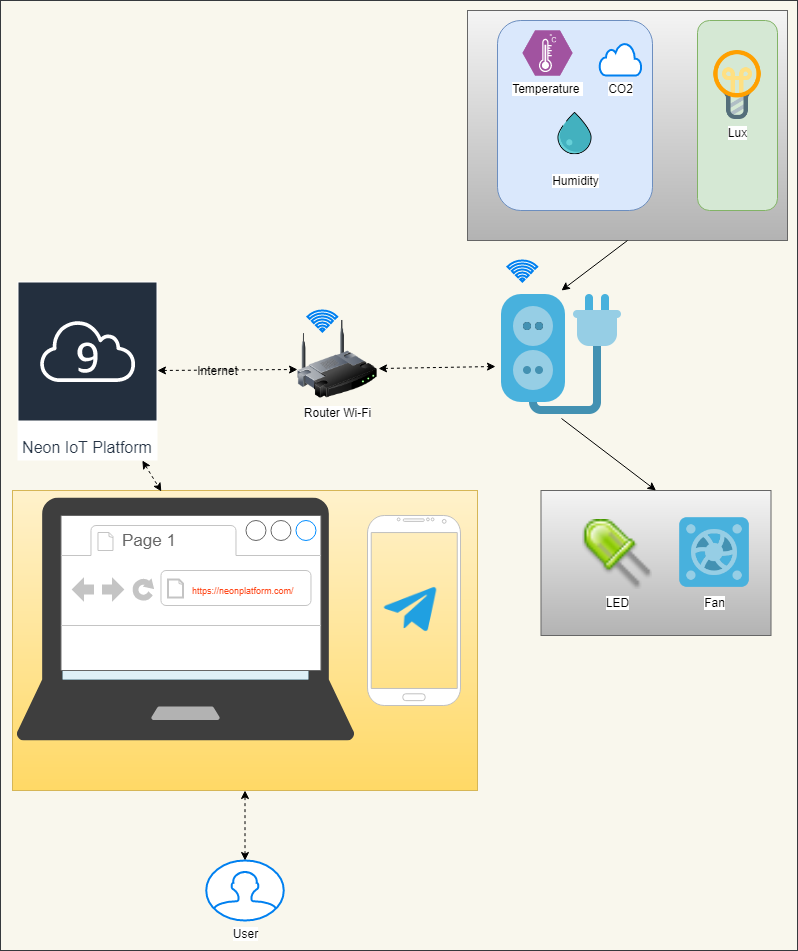 °C
Temperature
CO2
Lux
Humidity
9
Internet
Router Wi-Fi
Neon IoT Platform
Page 1
https://neonplatform.com/
LED
Fan
User